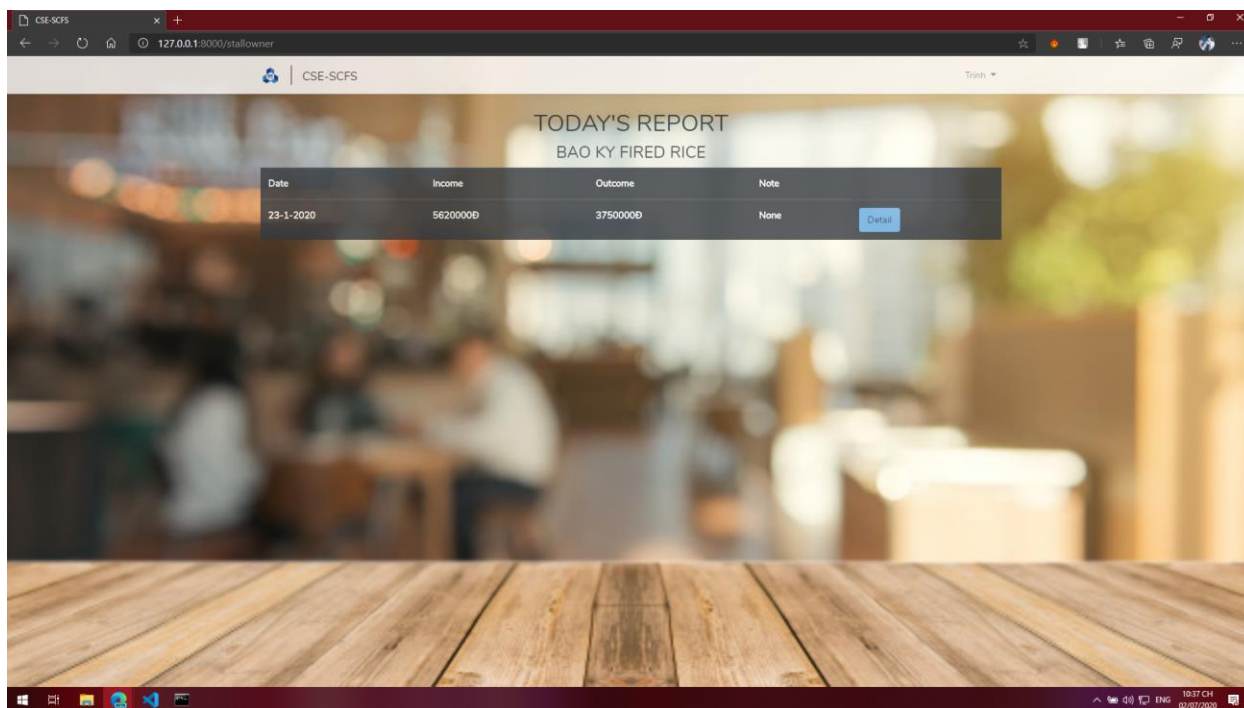 CSE-SCFS
127.0.0.1:8000/stallowner
CSE-SCFS
Trinh
TODAY'S REPORT
BAO KY FIRED RICE
Date Income Outcome Note
23-1-2020 5620000Đ 3750000Đ None Detail
ENG
10:37 CH
02/07/2020